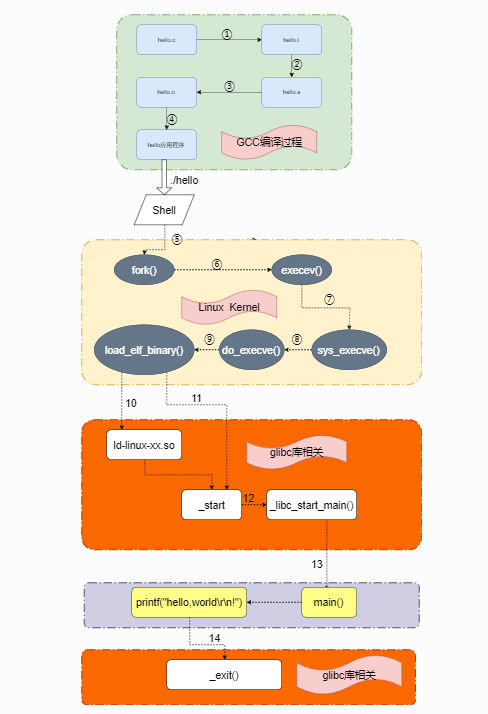 hello.c
①
hello.i
②
hello.o
③
hello.s
④
hello应用程序
GCC编译过程
./hello
Shell
⑤
fork()
⑥
execev()
⑦
Linux Kernel
load_elf_binary()
⑨
do_execve()
⑧
sys_execve()
10
11
ld-linux-xx.so
glibc库相关
_start
12
_libc_start_main()
13
printf("hello,world\r\n!")
main()
14
_exit()
glibc库相关